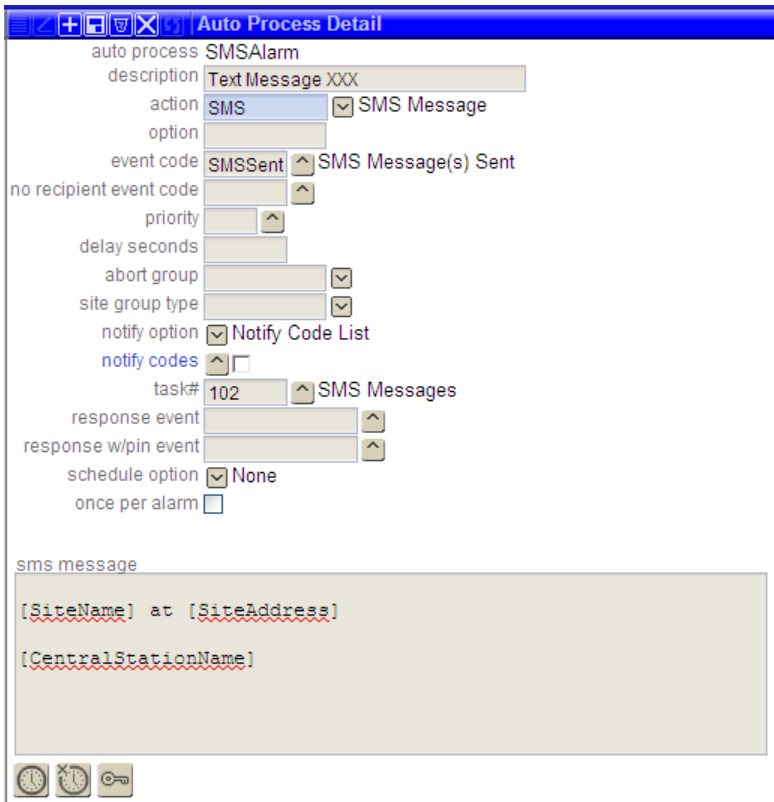 Auto Process Detail
auto process SMSAlarm
description Text Message XXX
action SMS SMS Message
option
event code SMSSent SMS Message(s) Sent
no recipient event code
priority
delay seconds
abort group
site group type
notify option Notify Code List
notify codes
task# 102 SMS Messages
response event
response w/pin event
schedule option None
once per alarm
sms message
[SiteName] at [SiteAddress]
[CentralStationName]